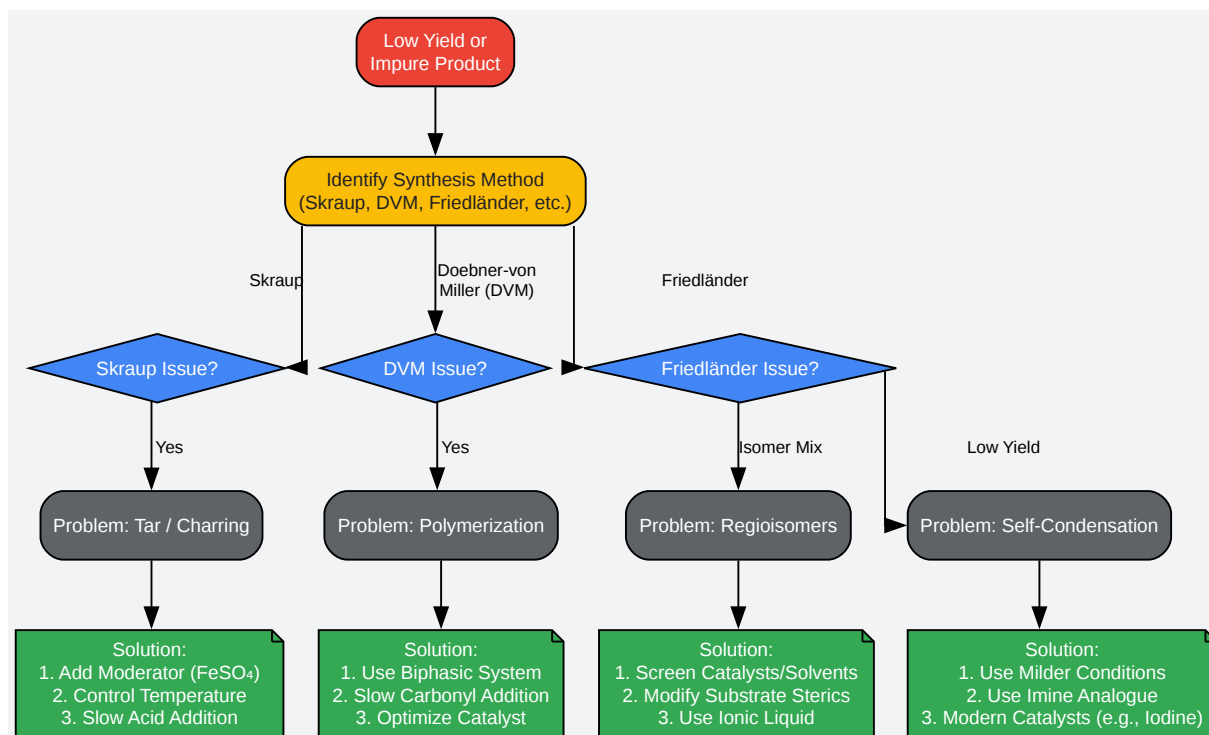 Low Yield or
Impure Product
Identify Synthesis Method
(Skraup, DVM, Friedländer, etc.)
Skraup
Doebner-von
Miller (DVM)
Friedländer
Skraup Issue?
DVM Issue?
Friedländer Issue?
Yes
Yes
Isomer Mix
Low Yield
Problem: Tar / Charring
Problem: Polymerization
Problem: Regioisomers
Problem: Self-Condensation
Solution:
1. Add Moderator (FeSO₄)
2. Control Temperature
3. Slow Acid Addition
Solution:
1. Use Biphasic System
2. Slow Carbonyl Addition
3. Optimize Catalyst
Solution:
1. Screen Catalysts/Solvents
2. Modify Substrate Sterics
3. Use Ionic Liquid
Solution:
1. Use Milder Conditions
2. Use Imine Analogue
3. Modern Catalysts (e.g., Iodine)